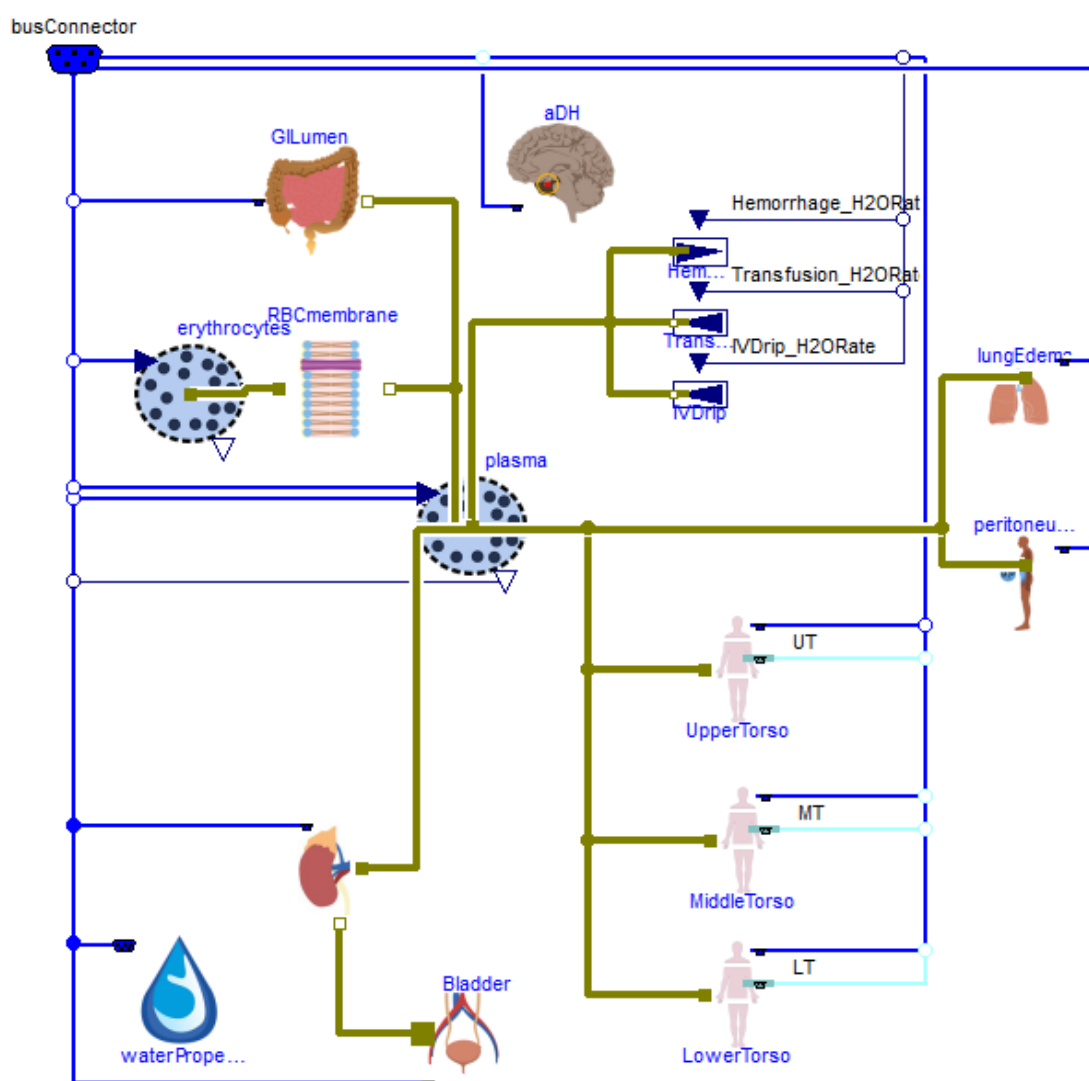 busConnector
aDH
GILumen
Hemorrhage_H2ORat
Hem...
Transfusion_H2ORate
erythrocytes
RBCmembrane
Trans...
IVDrip_H2ORate
lungEdema
IVDrip
plasma
peritoneu...
UT
UpperTorso
MT
MiddleTorso
LT
Bladder
waterPrope...
LowerTorso